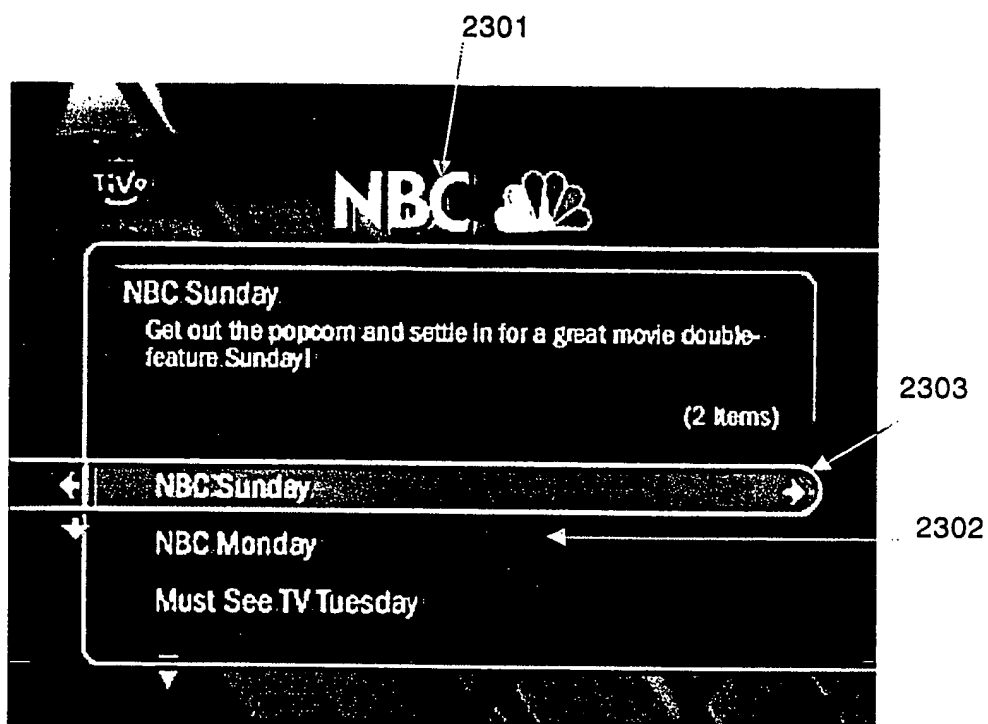 2301
TiVo
NBC
NBC Sunday
Get out the popcorn and settle in for a great movie double-
feature Sunday!
(2 Items)
2303
NBC Sunday
2302
NBC Monday
Must See TV Tuesday